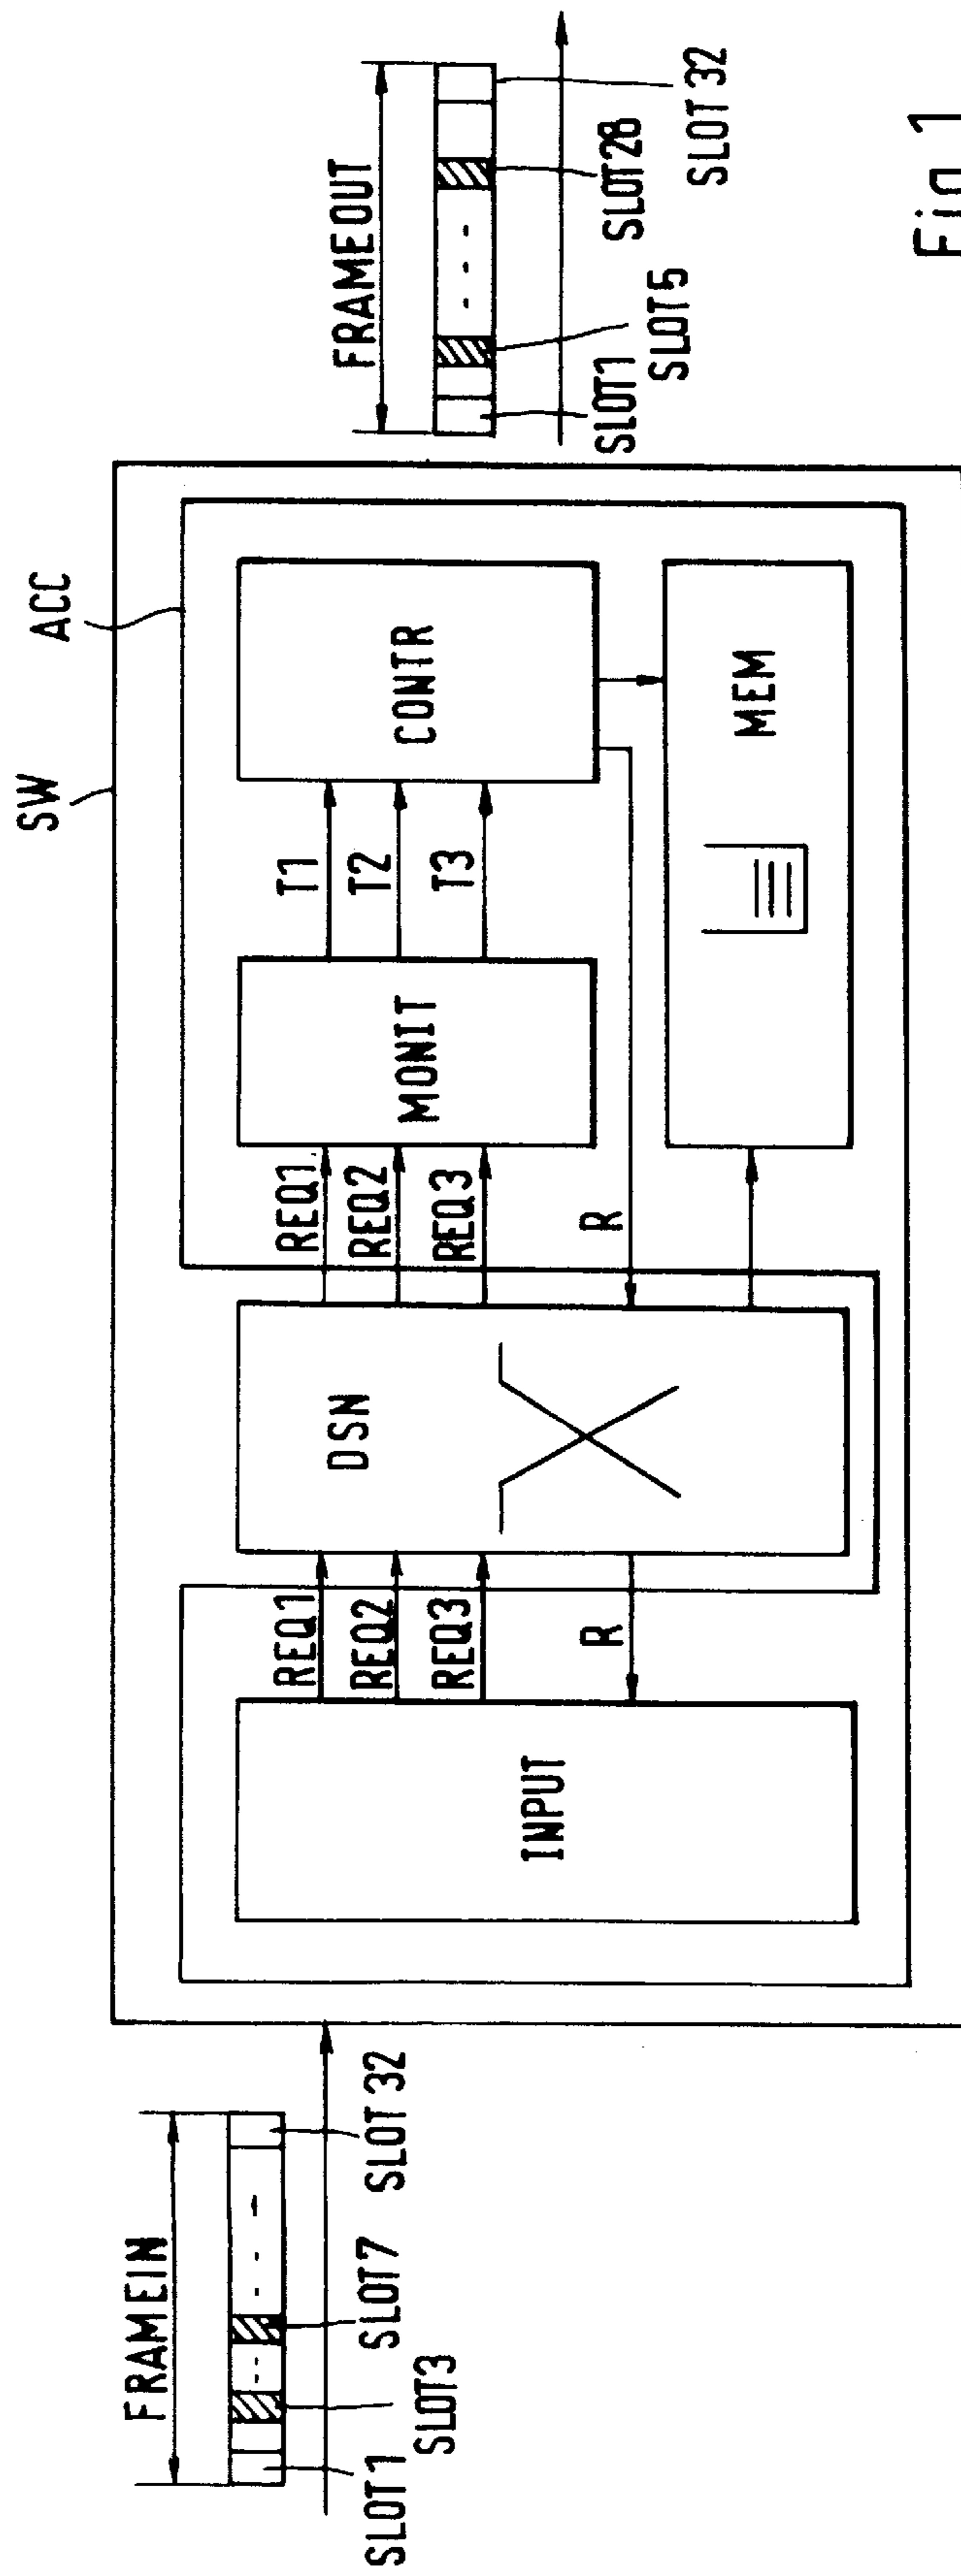 FRAMEIN
SLOT1
SLOT3
SLOT7
SLOT 32
SW
ACC
INPUT
REQ1
REQ2
REQ3
R
DSN
REQ1
REQ2
REQ3
R
MONIT
T1
T2
T3
CONTR
MEM
FRAMEOUT
SLOT1
SLOT5
SLOT28
SLOT 32
Fig. 1